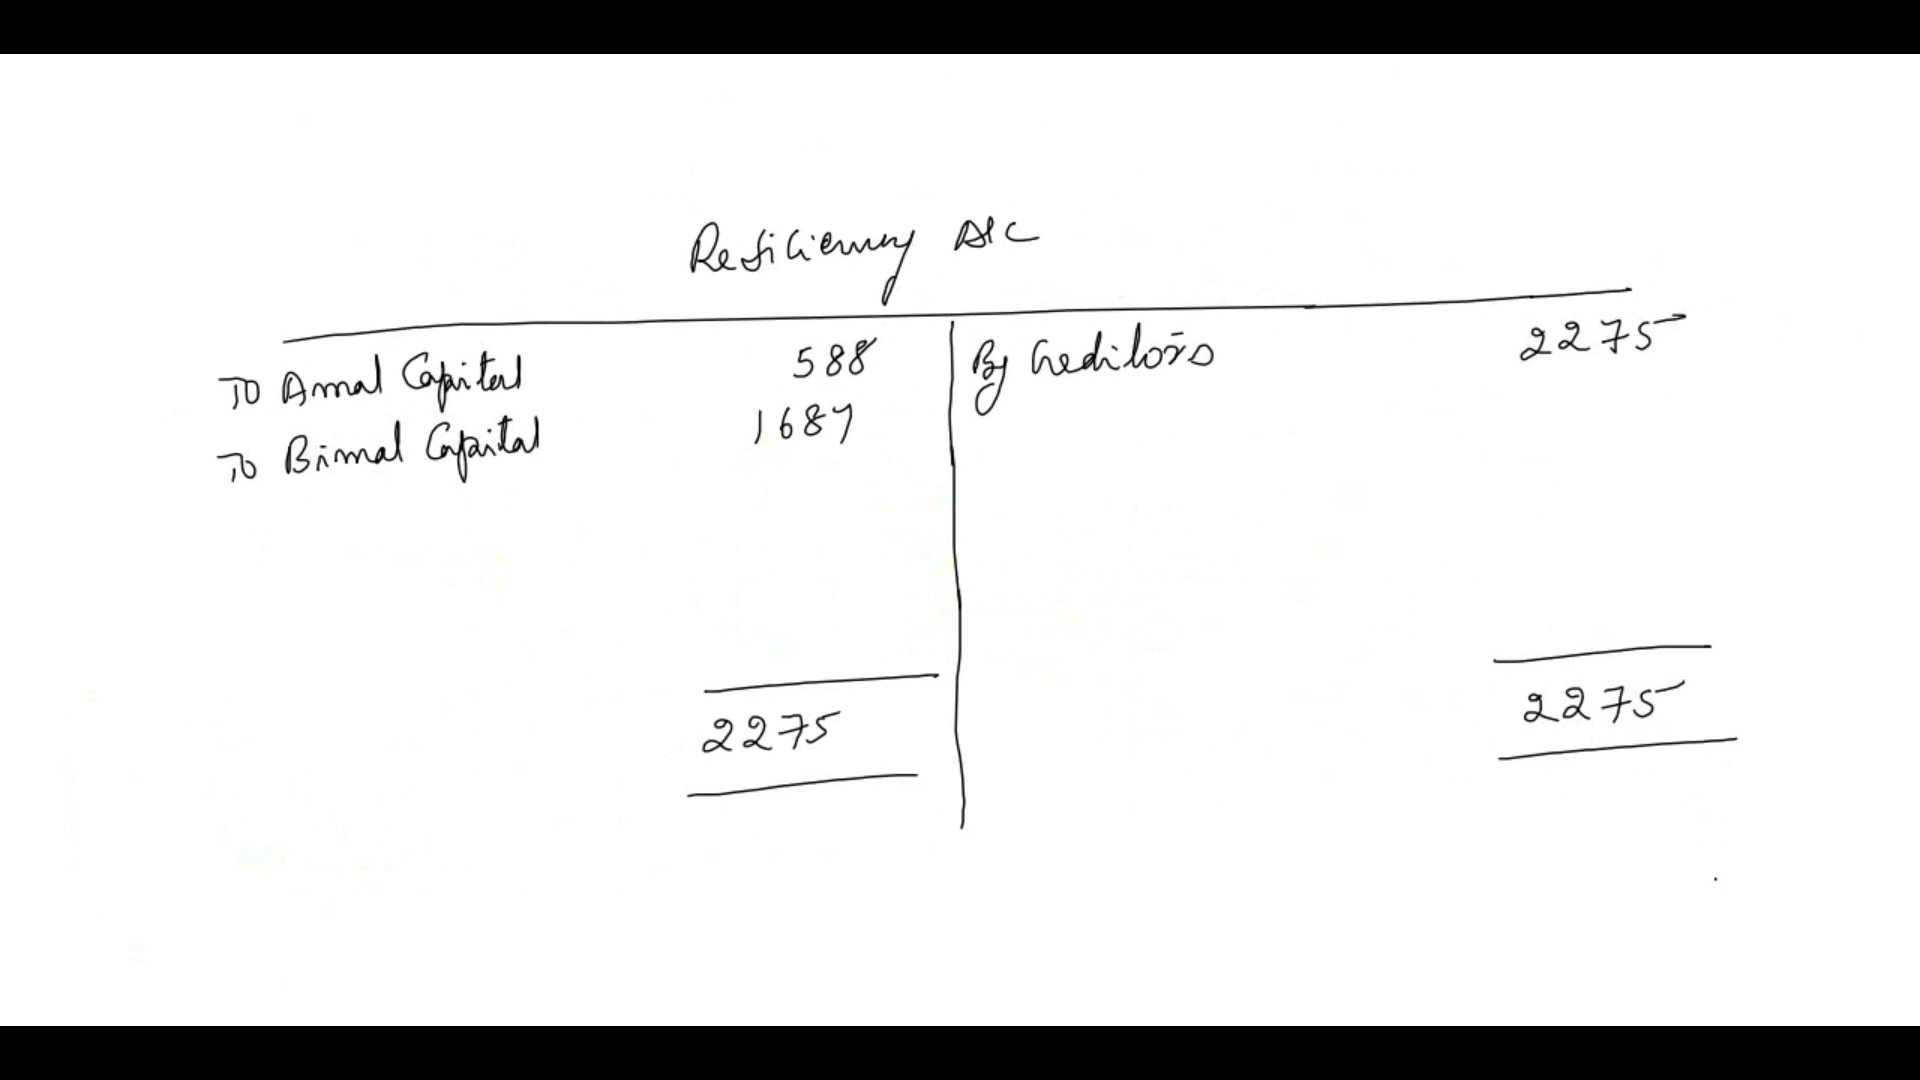 Deficiency A/C
To Amal Capital 588
To Bimal Capital 1687
By Creditors 2275
2275
2275